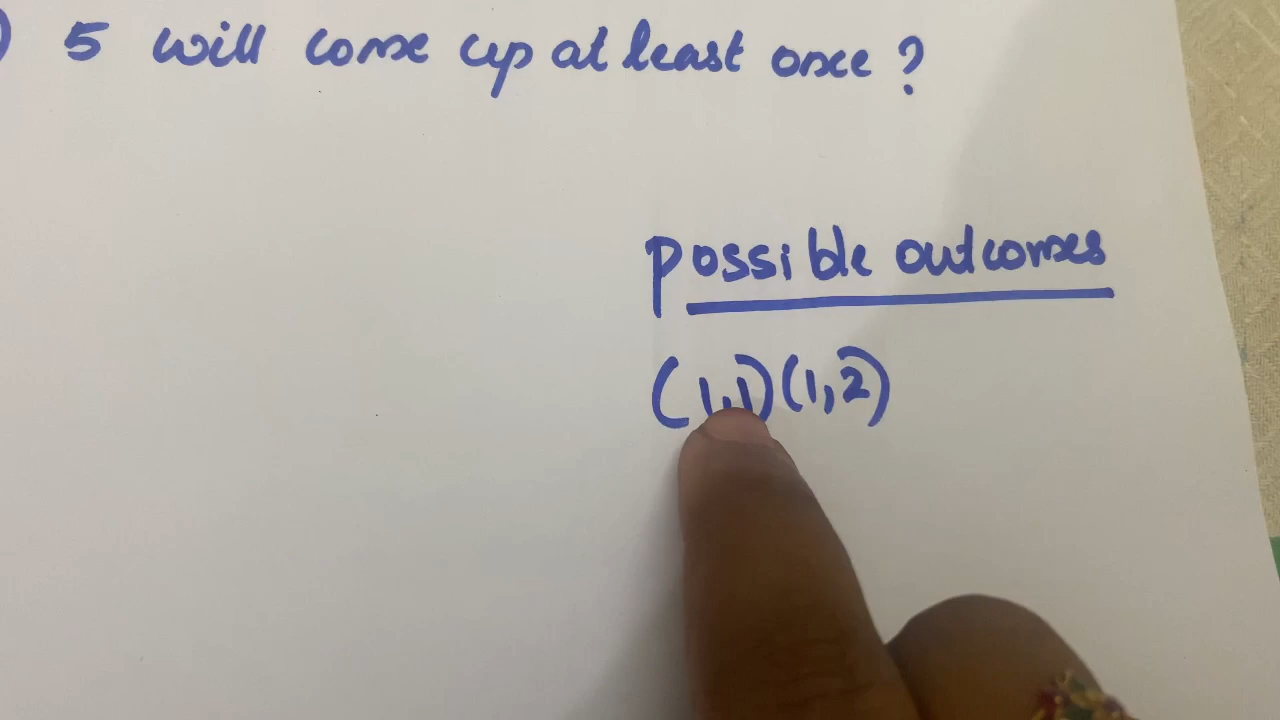 ) 5 will come up at least once ?
possible outcomes
(1,1) (1,2)